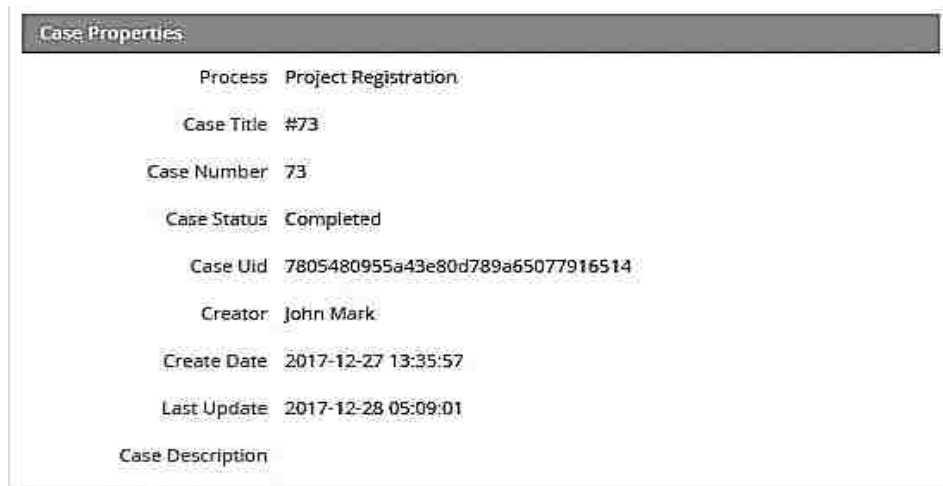 Case Properties
Process Project Registration
Case Title #73
Case Number 73
Case Status Completed
Case Uid 7805480955a43e80d789a65077916514
Creator John Mark
Create Date 2017-12-27 13:35:57
Last Update 2017-12-28 05:09:01
Case Description